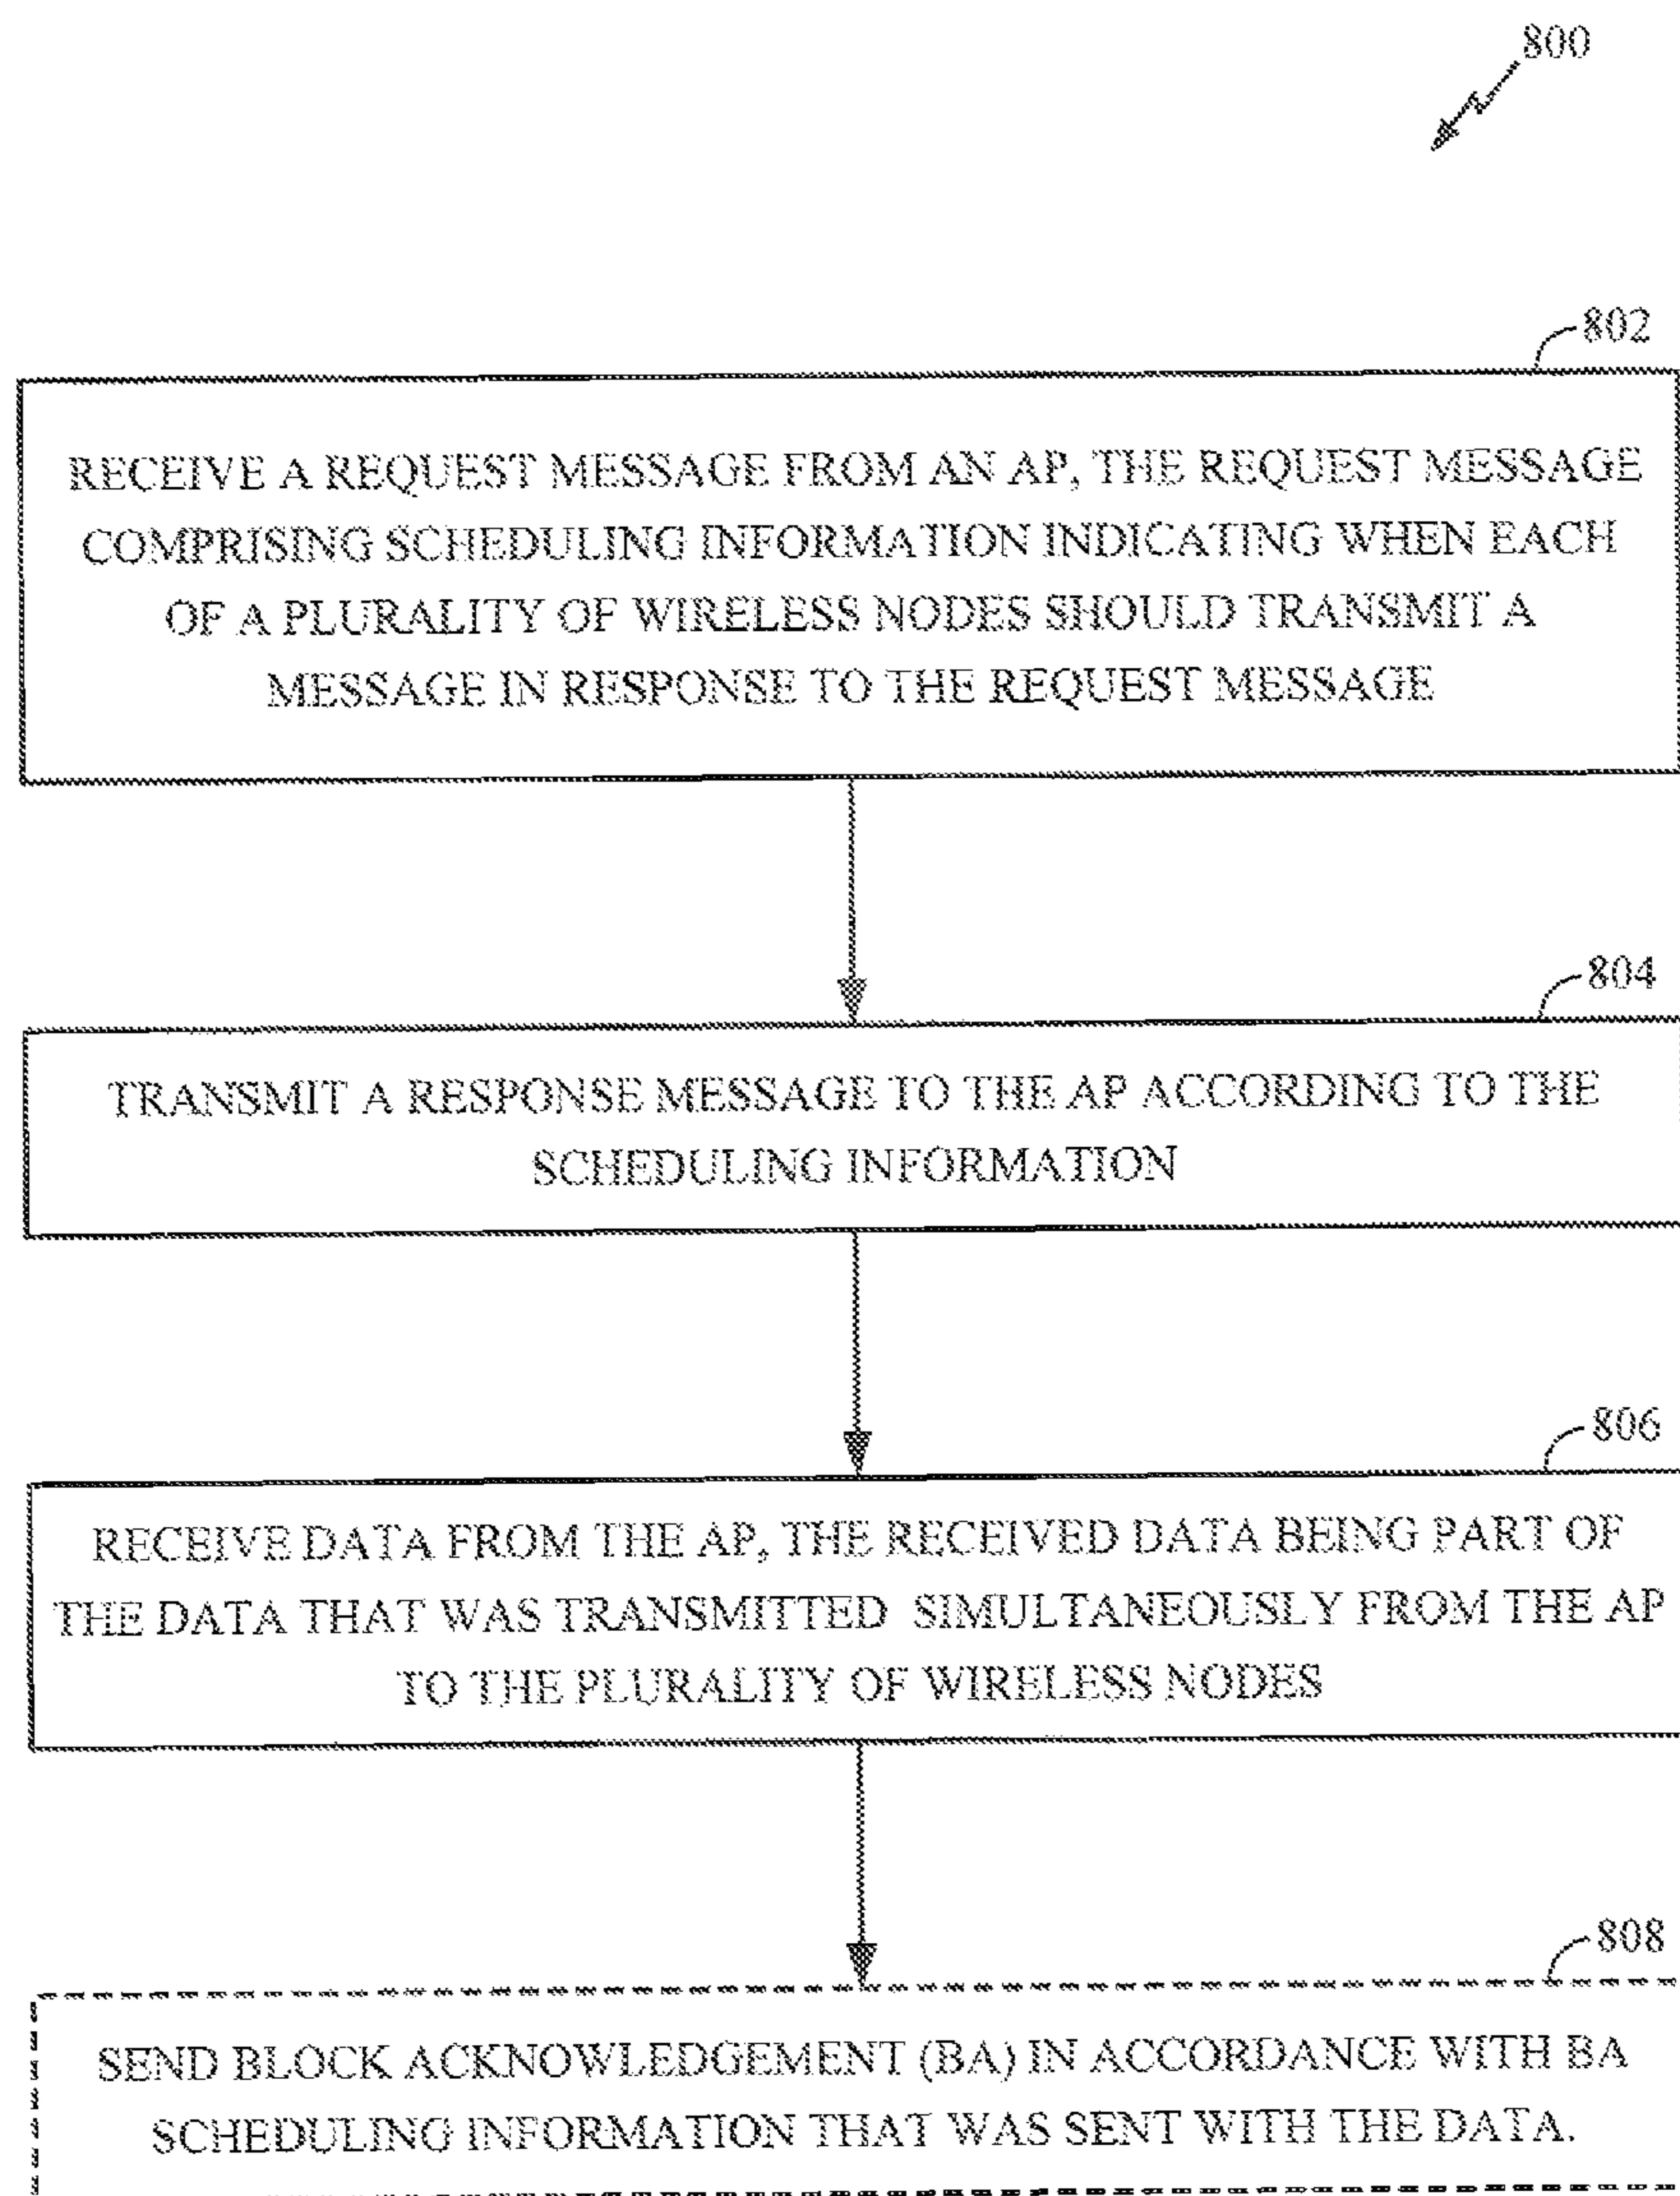 800
802
RECEIVE A REQUEST MESSAGE FROM AN AP, THE REQUEST MESSAGE
COMPRISING SCHEDULING INFORMATION INDICATING WHEN EACH
OF A PLURALITY OF WIRELESS NODES SHOULD TRANSMIT A
MESSAGE IN RESPONSE TO THE REQUEST MESSAGE
804
TRANSMIT A RESPONSE MESSAGE TO THE AP ACCORDING TO THE
SCHEDULING INFORMATION
806
RECEIVE DATA FROM THE AP, THE RECEIVED DATA BEING PART OF
THE DATA THAT WAS TRANSMITTED SIMULTANEOUSLY FROM THE AP
TO THE PLURALITY OF WIRELESS NODES
808
SEND BLOCK ACKNOWLEDGEMENT (BA) IN ACCORDANCE WITH BA
SCHEDULING INFORMATION THAT WAS SENT WITH THE DATA.